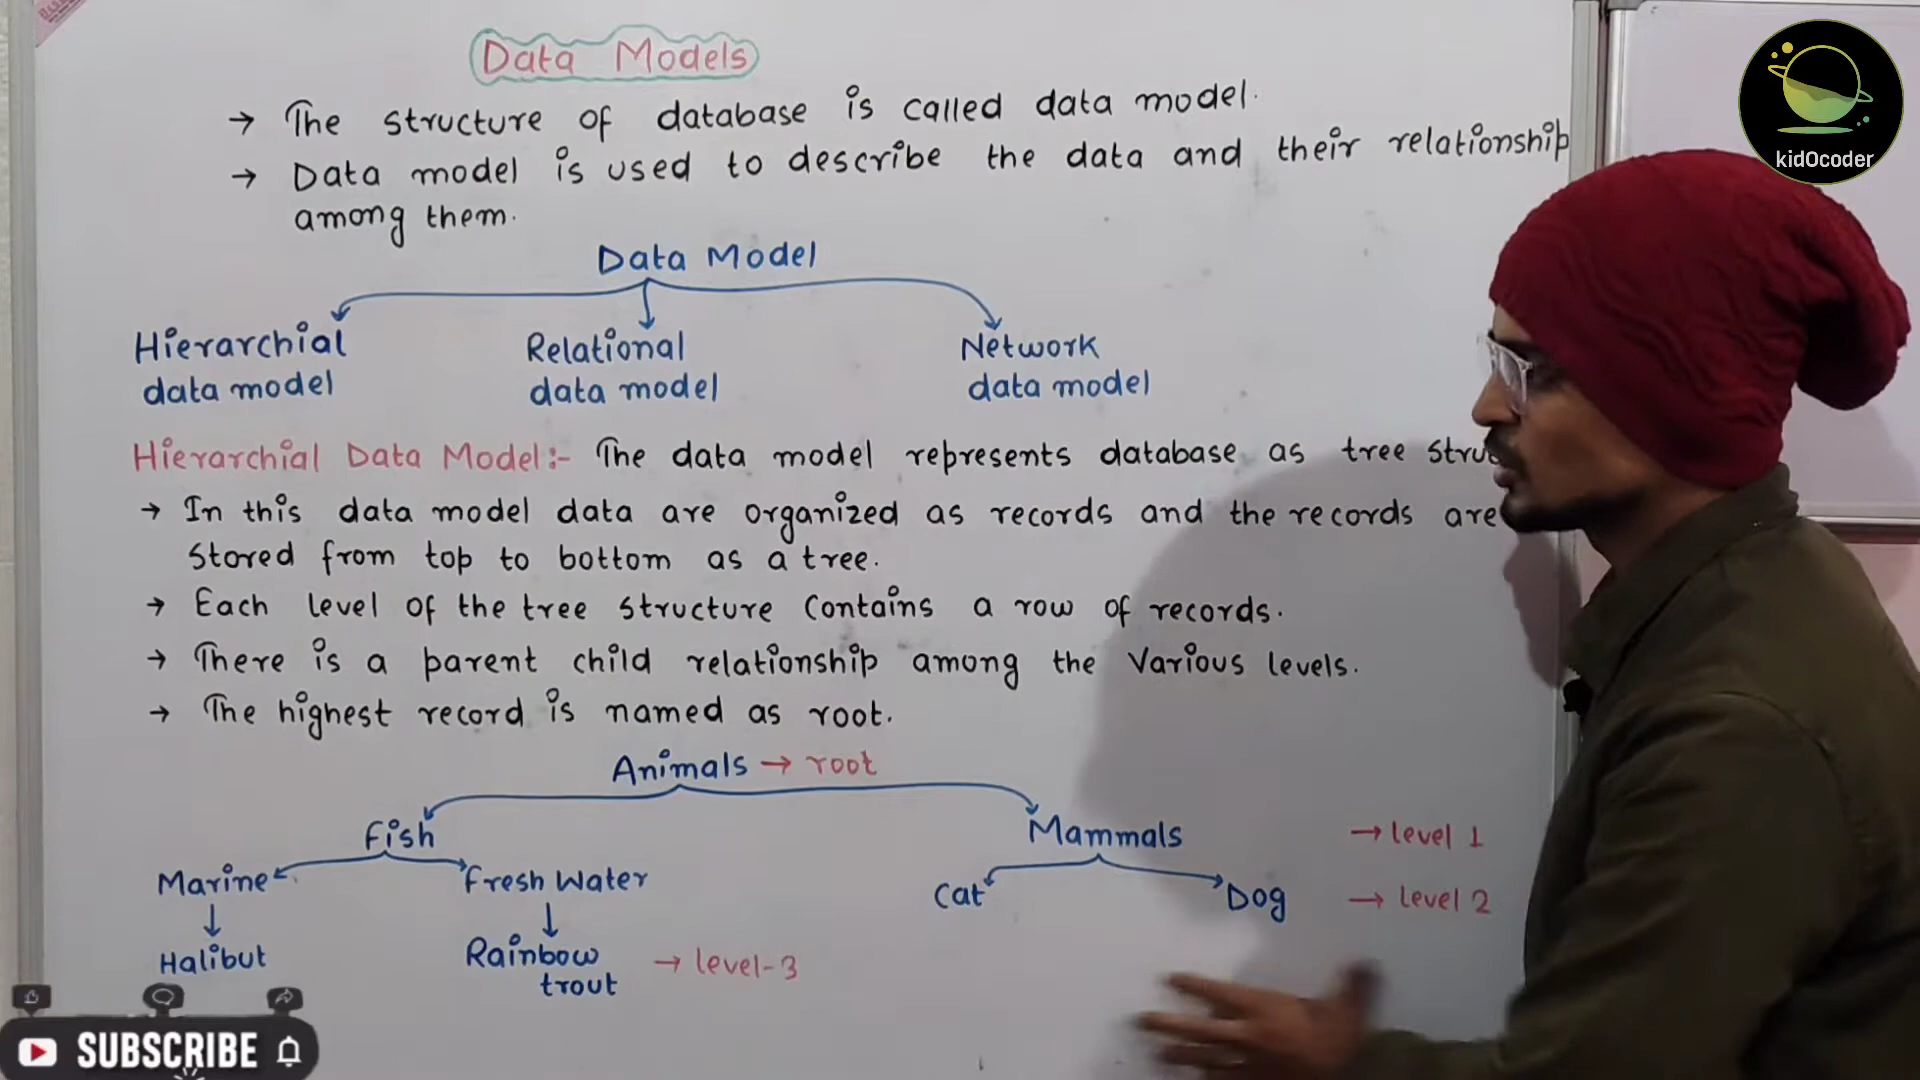 Data Models
→ The structure of database is called data model.
→ Data model is used to describe the data and their relationship
among them.
Data Model
Hierarchial data model
Relational data model
Network data model
Hierarchial Data Model:- The data model represents database as tree
→ In this data model data are organized as records and the records are
stored from top to bottom as a tree.
→ Each level of the tree structure contains a row of records.
→ There is a parent child relationship among the various levels.
→ The highest record is named as root.
Animals → root
Fish
Mammals
→ level 1
Marine
Fresh Water
Cat
Dog
→ level 2
Halibut
Rainbow
trout
→ level-3
kidOcoder
SUBSCRIBE